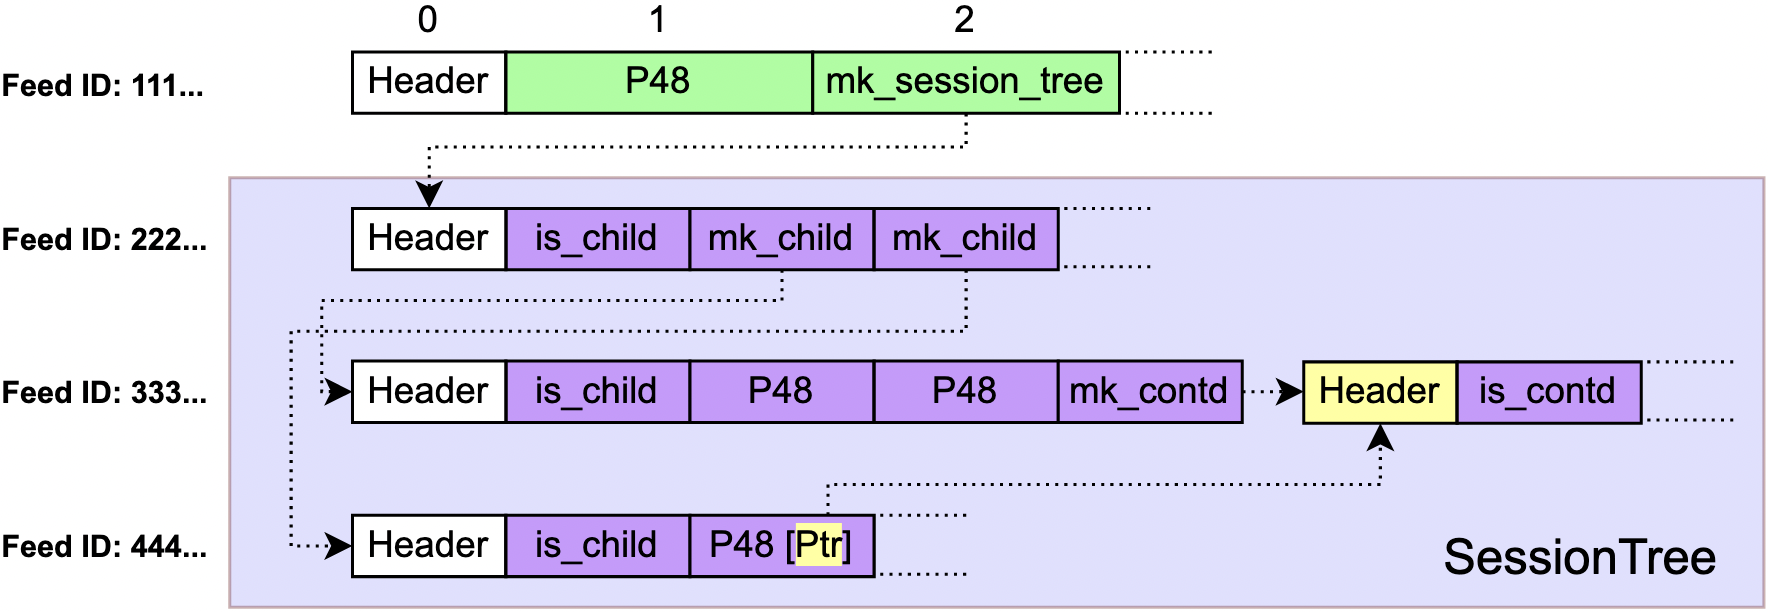 0 1 2
Feed ID: 111... Header P48 mk_session_tree
Feed ID: 222... Header is_child mk_child mk_child
Feed ID: 333... Header is_child P48 P48 mk_contd Header is_contd
Feed ID: 444... Header is_child P48 [Ptr]
SessionTree